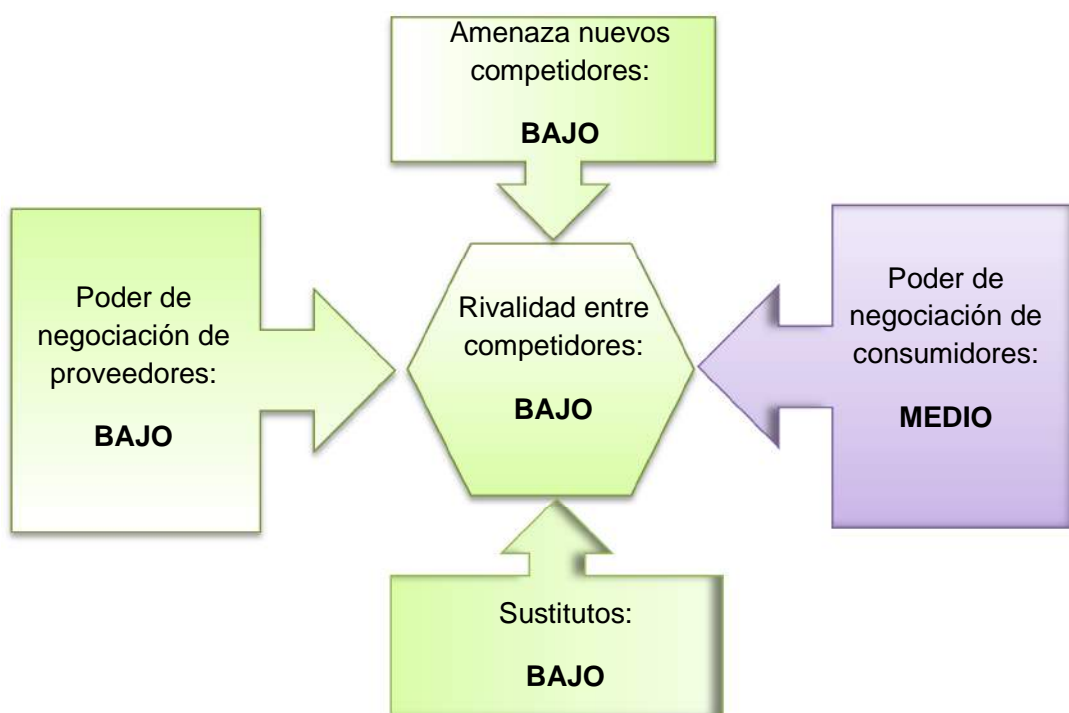 Amenaza nuevos
competidores:
BAJO
Poder de
negociación de
proveedores:
BAJO
Rivalidad entre
competidores:
BAJO
Poder de
negociación de
consumidores:
MEDIO
Sustitutos:
BAJO